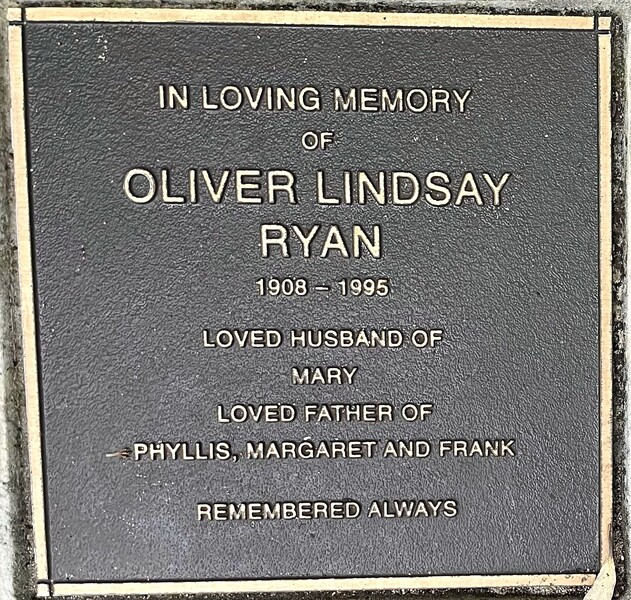 IN LOVING MEMORY
OF
OLIVER LINDSAY
RYAN
1908 – 1995
LOVED HUSBAND OF
MARY
LOVED FATHER OF
PHYLLIS, MARGARET AND FRANK
REMEMBERED ALWAYS